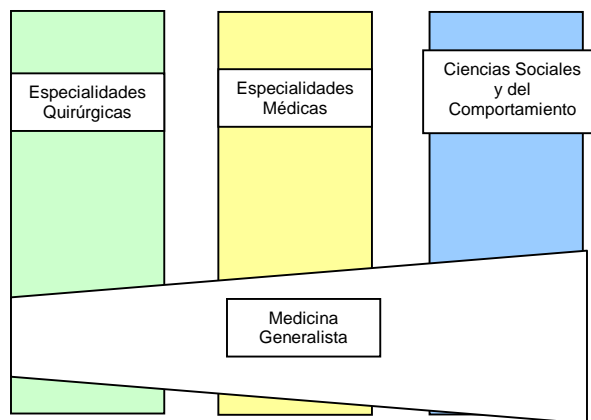 Especialidades
Quirúrgicas
Especialidades
Médicas
Ciencias Sociales
y del
Comportamiento
Medicina
Generalista